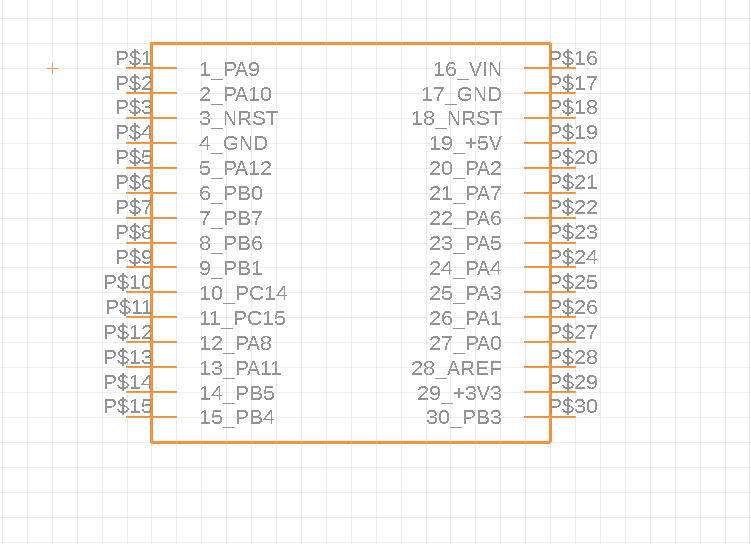 P$1 1_PA9 16_VIN P$16
P$2 2_PA10 17_GND P$17
P$3 3_NRST 18_NRST P$18
P$4 4_GND 19_+5V P$19
P$5 5_PA12 20_PA2 P$20
P$6 6_PB0 21_PA7 P$21
P$7 7_PB7 22_PA6 P$22
P$8 8_PB6 23_PA5 P$23
P$9 9_PB1 24_PA4 P$24
P$10 10_PC14 25_PA3 P$25
P$11 11_PC15 26_PA1 P$26
P$12 12_PA8 27_PA0 P$27
P$13 13_PA11 28_AREF P$28
P$14 14_PB5 29_+3V3 P$29
P$15 15_PB4 30_PB3 P$30